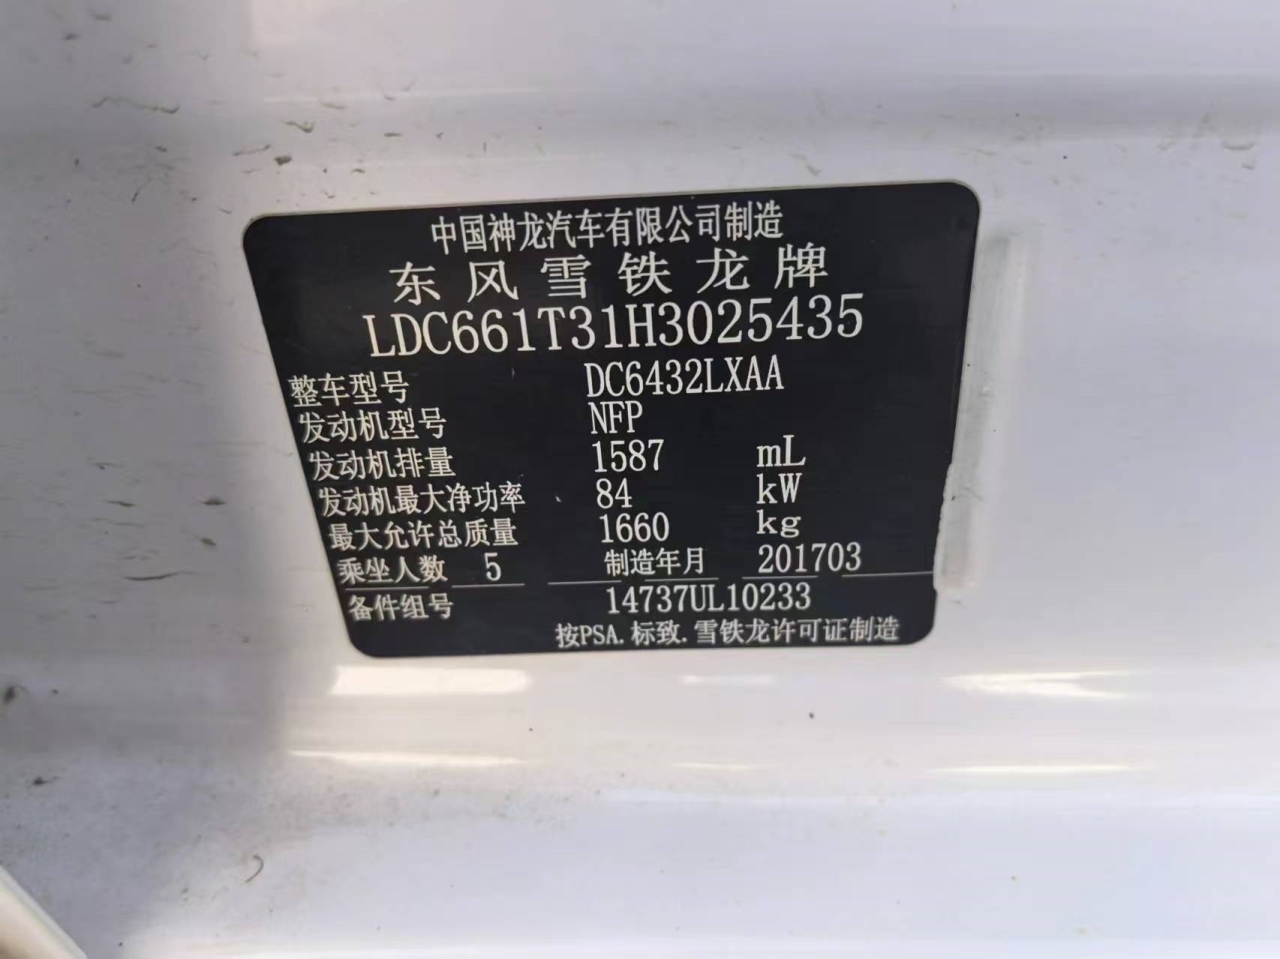 中国神龙汽车有限公司制造
东风雪铁龙牌
LDC661T31H3025435
整车型号 DC6432LXAA
发动机型号 NFP
发动机排量 1587 mL
发动机最大净功率 84 kW
最大允许总质量 1660 kg
乘坐人数 5 制造年月 201703
备件组号 14737UL10233
按PSA.标致.雪铁龙许可证制造